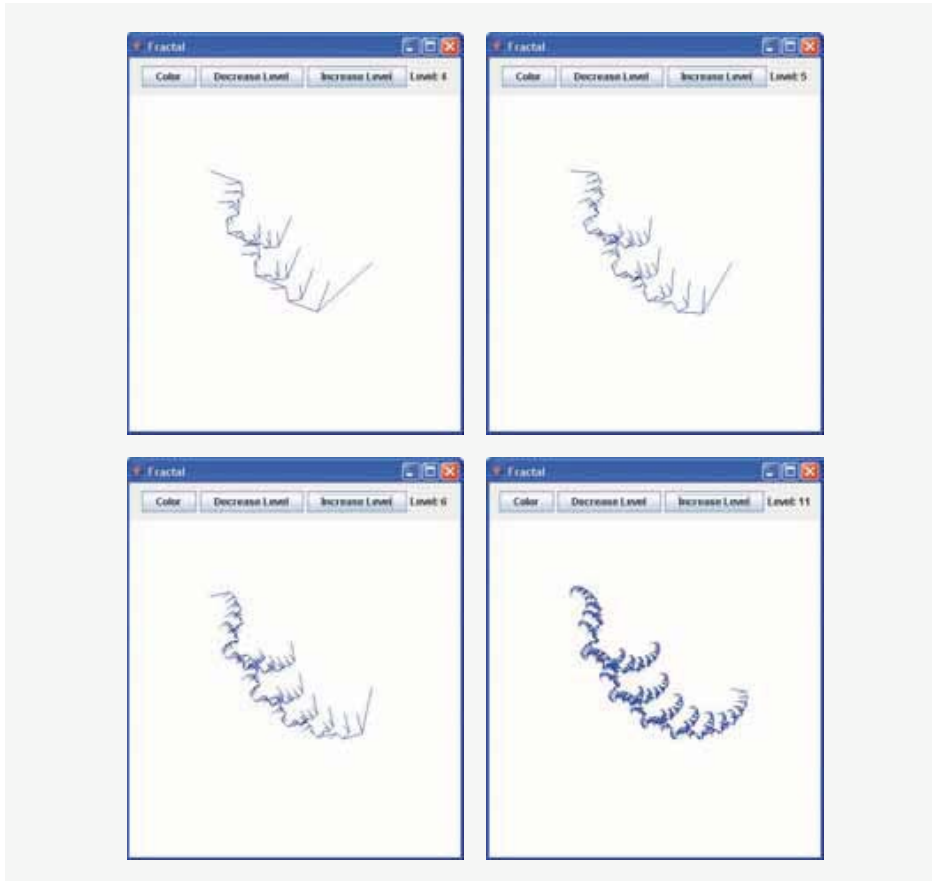 Fractal
Color Decrease Level Increase Level Level: 4
Fractal
Color Decrease Level Increase Level Level: 5
Fractal
Color Decrease Level Increase Level Level: 6
Fractal
Color Decrease Level Increase Level Level: 11